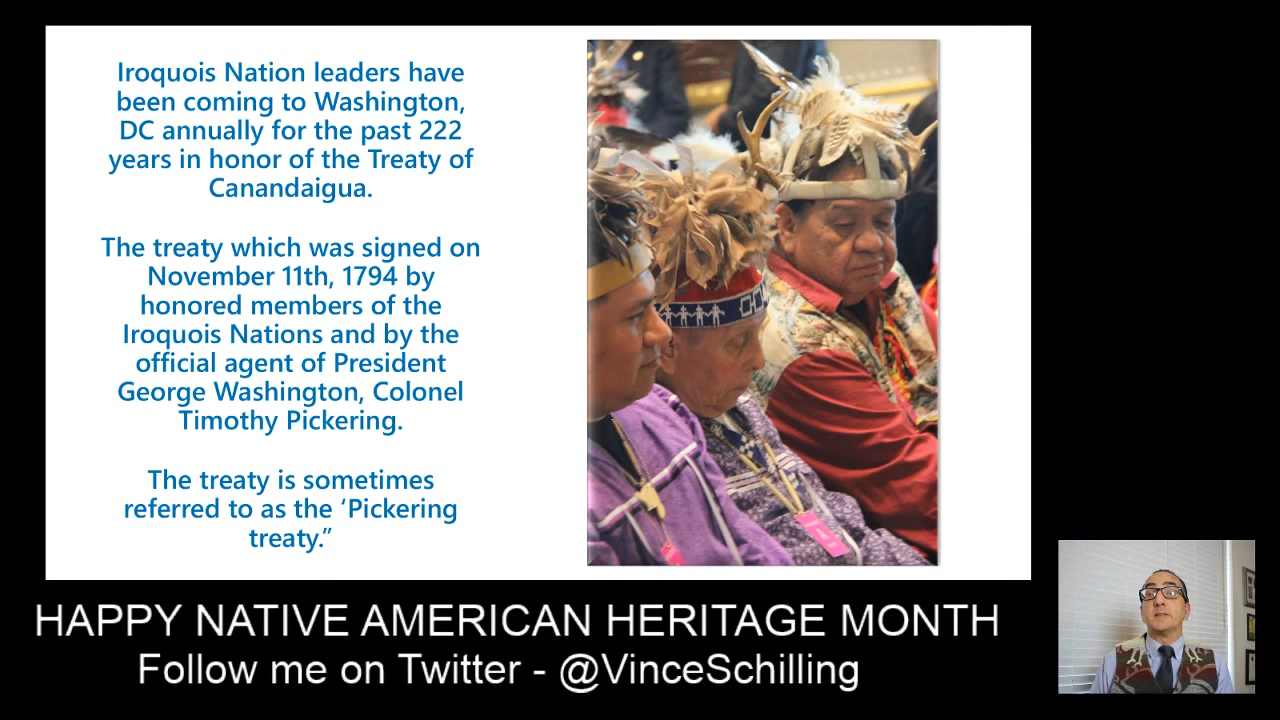 Iroquois Nation leaders have
been coming to Washington,
DC annually for the past 222
years in honor of the Treaty of
Canandaigua.
The treaty which was signed on
November 11th, 1794 by
honored members of the
Iroquois Nations and by the
official agent of President
George Washington, Colonel
Timothy Pickering.
The treaty is sometimes
referred to as the ‘Pickering
treaty.”
HAPPY NATIVE AMERICAN HERITAGE MONTH
Follow me on Twitter - @VinceSchilling